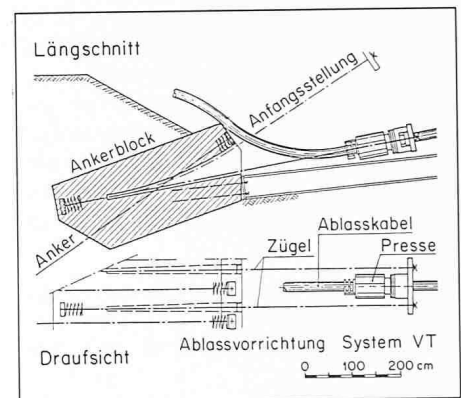 Längschnitt
Anfangsstellung
Ankerblock
Anker
Ablasskabel
Zügel
Presse
Draufsicht
Ablassvorrichtung System VT
0 100 200 cm